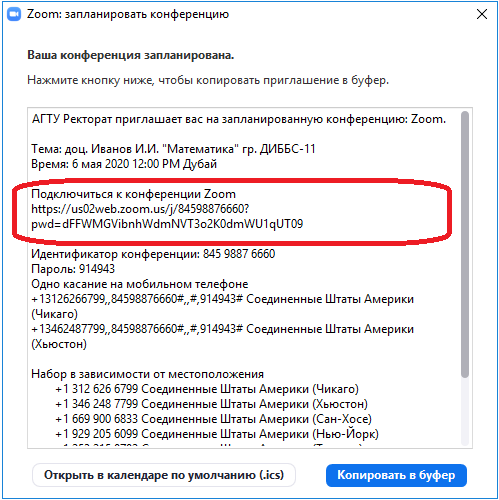 Zoom: запланировать конференцию
Ваша конференция запланирована.
Нажмите кнопку ниже, чтобы копировать приглашение в буфер.
АГТУ Ректорат приглашает вас на запланированную конференцию: Zoom.
Тема: доц. Иванов И.И. "Математика" гр. ДИББС-11
Время: 6 мая 2020 12:00 PM Дубай
Подключиться к конференции Zoom
https://us02web.zoom.us/j/84598876660?
pwd=dFFWMGVibnhWdmNVT3o2K0dmWU1qUT09
Идентификатор конференции: 845 9887 6660
Пароль: 914943
Одно касание на мобильном телефоне
+13126266799,,84598876660#,,#,914943# Соединенные Штаты Америки
(Чикаго)
+13462487799,,84598876660#,,#,914943# Соединенные Штаты Америки
(Хьюстон)
Набор в зависимости от местоположения
+1 312 626 6799 Соединенные Штаты Америки (Чикаго)
+1 346 248 7799 Соединенные Штаты Америки (Хьюстон)
+1 669 900 6833 Соединенные Штаты Америки (Сан-Хосе)
+1 929 205 6099 Соединенные Штаты Америки (Нью-Йорк)
Открыть в календаре по умолчанию (.ics)
Копировать в буфер